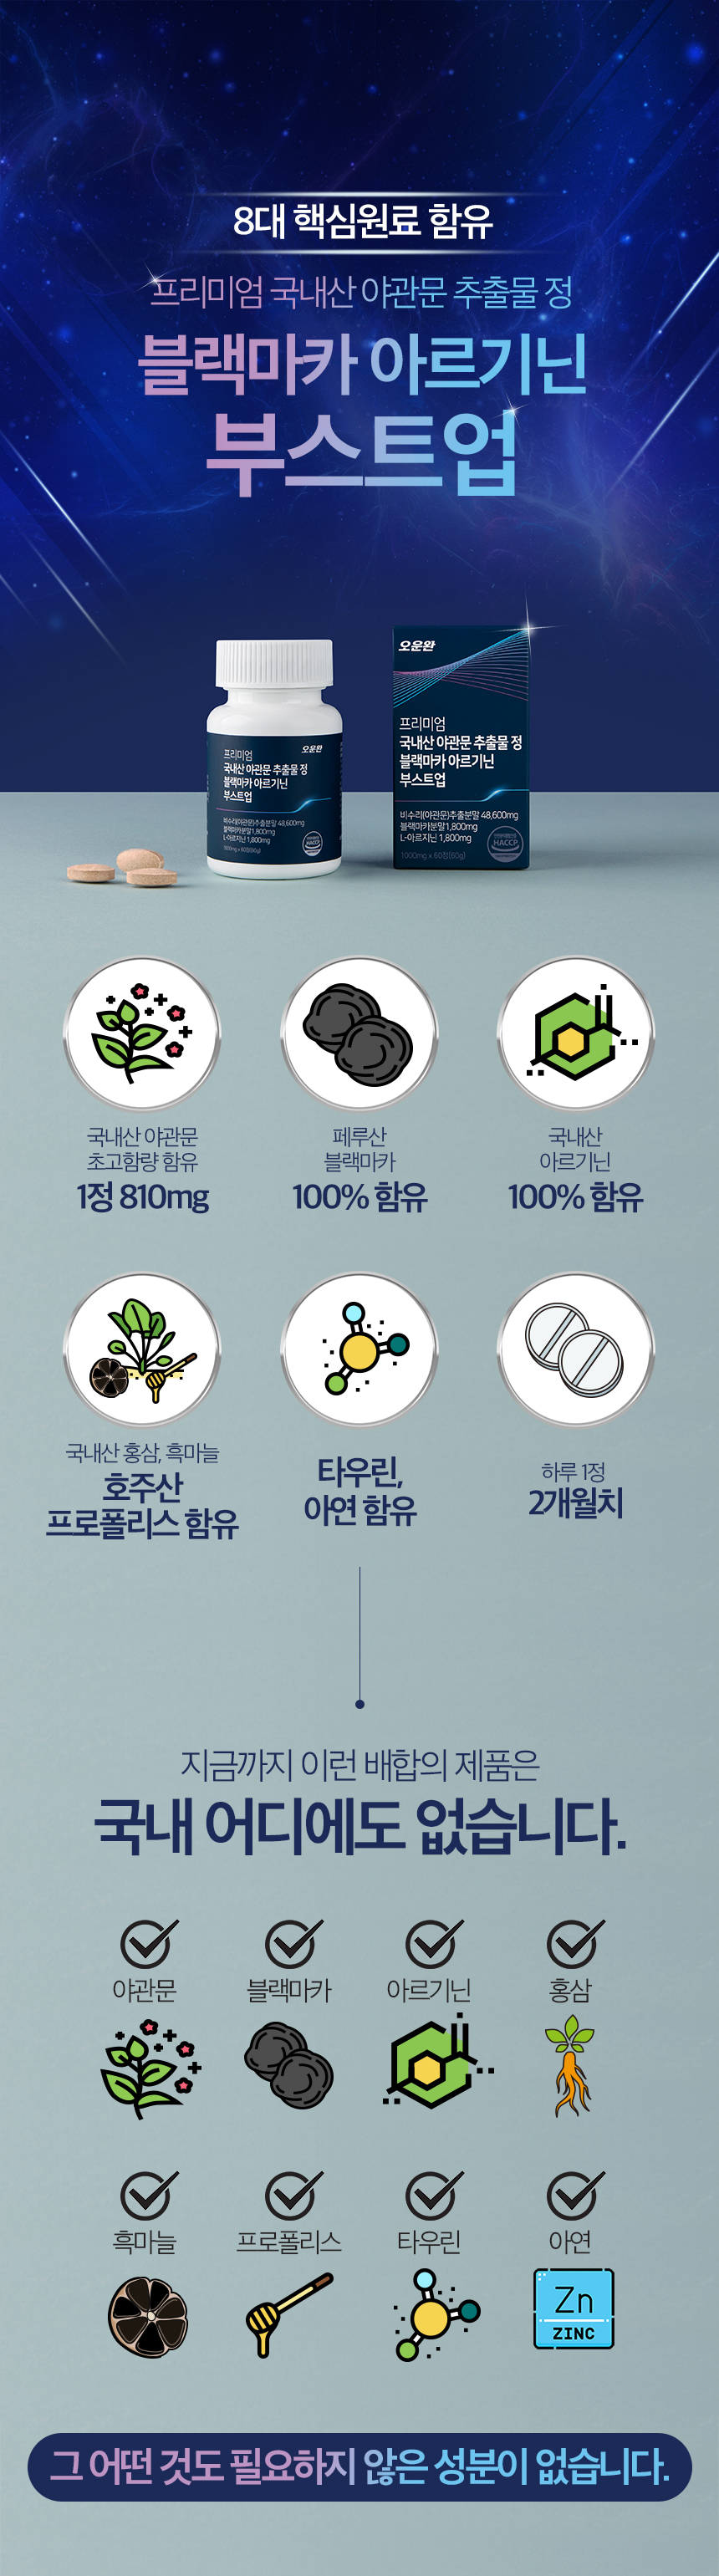 8대 핵심원료 함유
프리미엄 국내산 야관문 추출물 정
블랙마카 아르기닌
부스트업
오운완
프리미엄
국내산 야관문 추출물 정
블랙마카 아르기닌
부스트업
비수리(야관문)추출분말 48,600mg
블랙마카분말1,800mg
L-아르지닌 1,800mg
HACCP
1000mg x 60정(60g)
오운완
프리미엄
국내산 야관문 추출물 정
블랙마카 아르기닌
부스트업
비수리(야관문)추출분말 48,600mg
블랙마카분말1,800mg
L-아르지닌 1,800mg
HACCP
1000mg x 60정(60g)
국내산 야관문
초고함량 함유
1정 810mg
페루산
블랙마카
100% 함유
국내산
아르기닌
100% 함유
국내산 홍삼, 흑마늘
호주산
프로폴리스 함유
타우린,
아연 함유
하루 1정
2개월치
지금까지 이런 배합의 제품은
국내 어디에도 없습니다.
야관문
블랙마카
아르기닌
홍삼
흑마늘
프로폴리스
타우린
아연
Zn
ZINC
그 어떤 것도 필요하지 않은 성분이 없습니다.